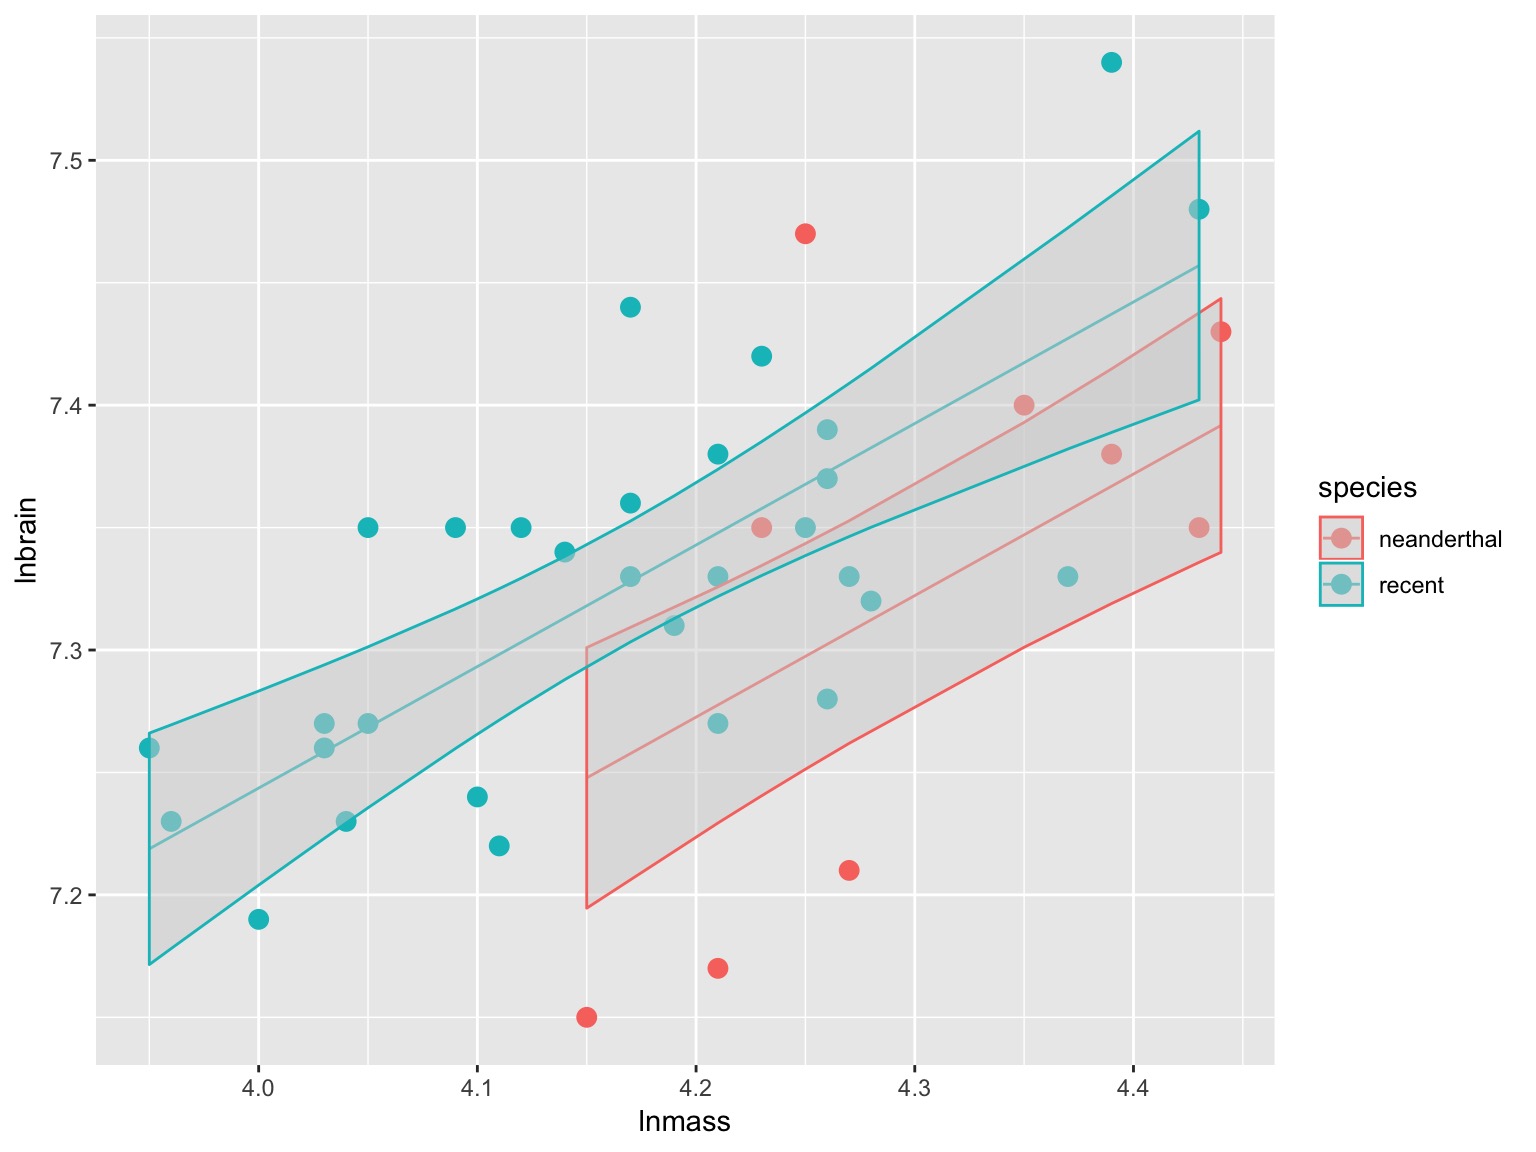 7.5
7.4
7.3
7.2
lnbrain
4.0 4.1 4.2 4.3 4.4
lnmass
species
neanderthal
recent